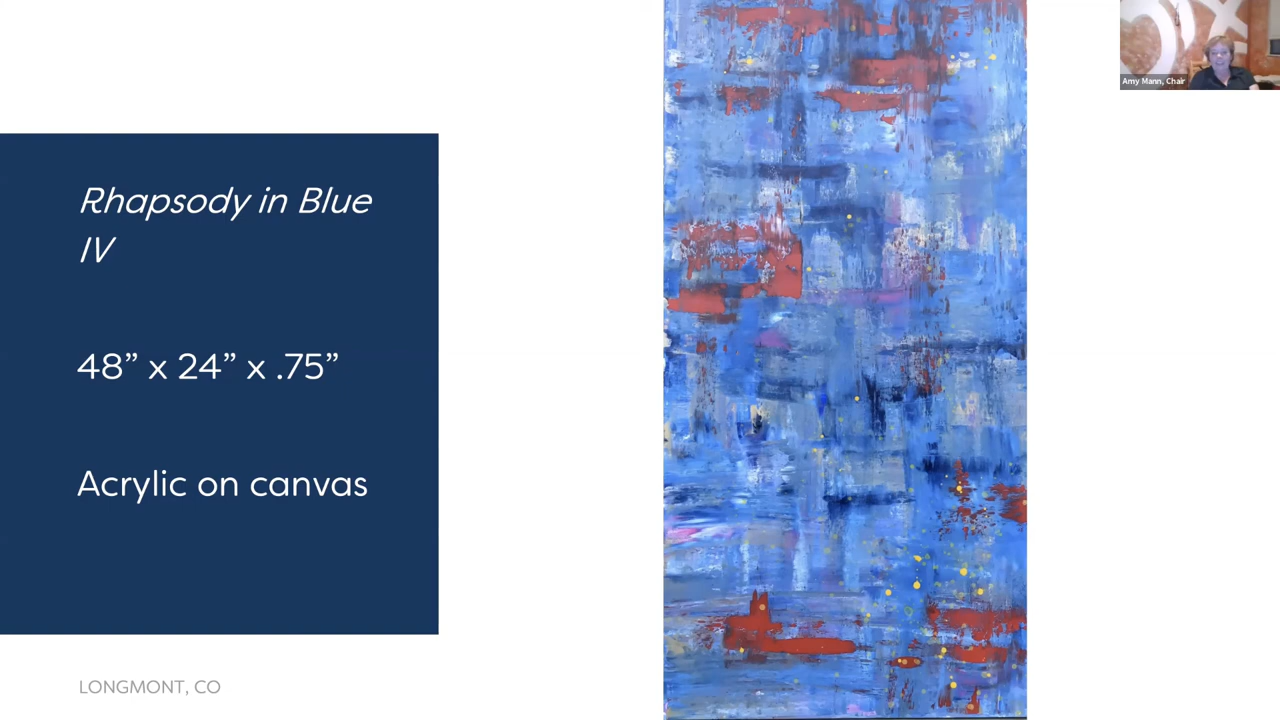 Rhapsody in Blue
IV
48” x 24” x .75”
Acrylic on canvas
LONGMONT, CO
Amy Mann, Chair